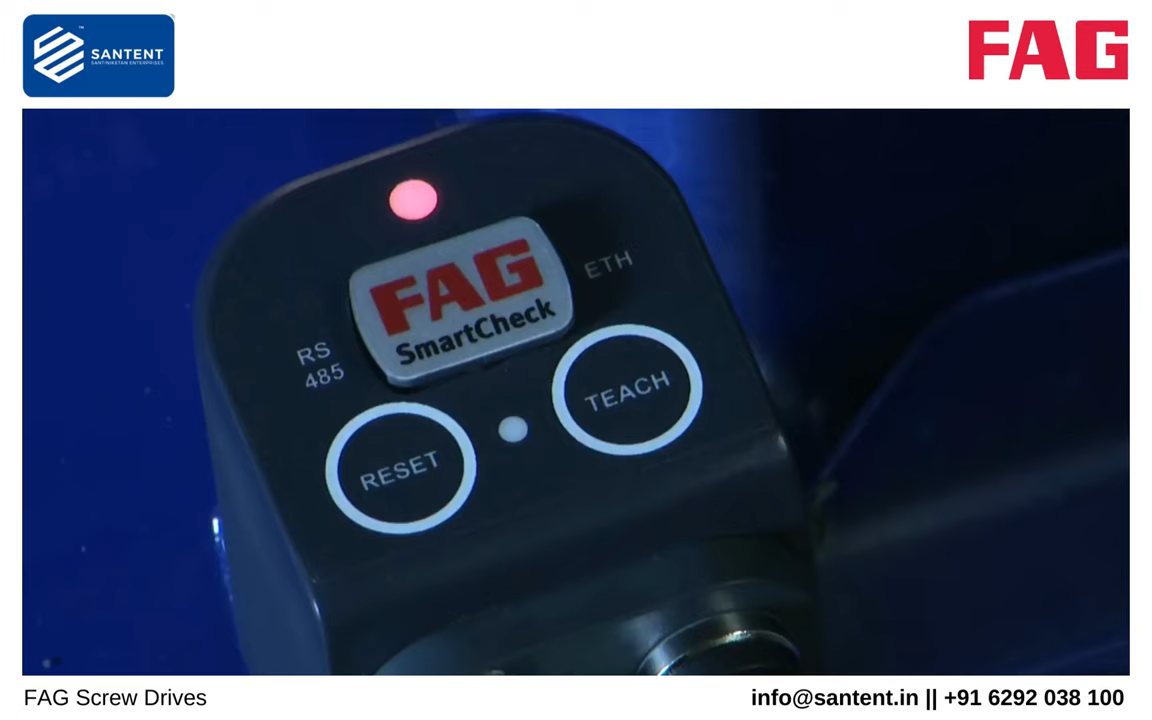 SANTENT
SANTINIKETAN ENTERPRISES
FAG
FAG
SmartCheck
ETH
RS
485
TEACH
RESET
FAG Screw Drives
info@santent.in || +91 6292 038 100